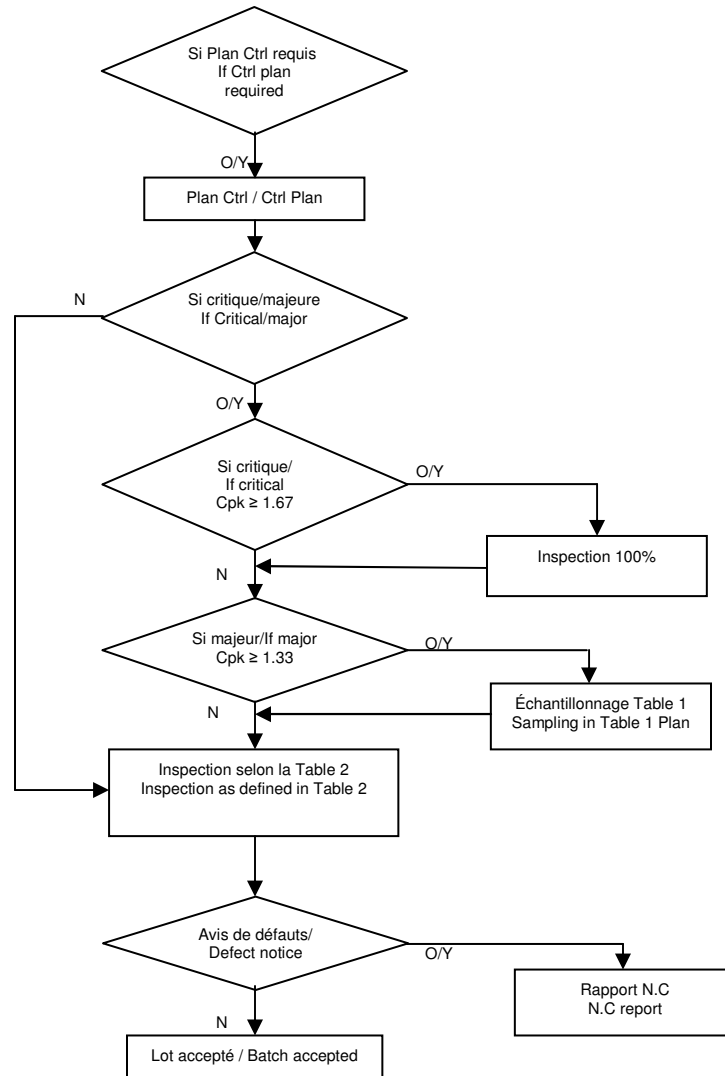 Si Plan Ctrl requis
If Ctrl plan
required
O/Y
Plan Ctrl / Ctrl Plan
N
Si critique/majeure
If Critical/major
O/Y
Si critique/
If critical
Cpk ≥ 1.67
O/Y
Inspection 100%
N
Si majeur/If major
Cpk ≥ 1.33
O/Y
Échantillonnage Table 1
Sampling in Table 1 Plan
N
Inspection selon la Table 2
Inspection as defined in Table 2
Avis de défauts/
Defect notice
O/Y
Rapport N.C
N.C report
N
Lot accepté / Batch accepted